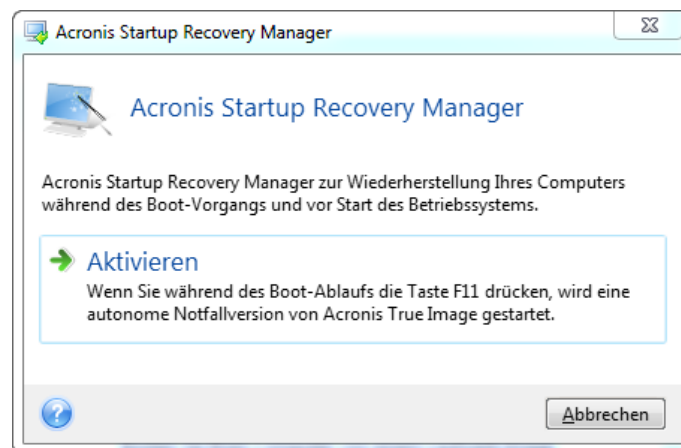 Acronis Startup Recovery Manager
Acronis Startup Recovery Manager
Acronis Startup Recovery Manager zur Wiederherstellung Ihres Computers
während des Boot-Vorgangs und vor Start des Betriebssystems.
Aktivieren
Wenn Sie während des Boot-Ablaufs die Taste F11 drücken, wird eine
autonome Notfallversion von Acronis True Image gestartet.
?
Abbrechen